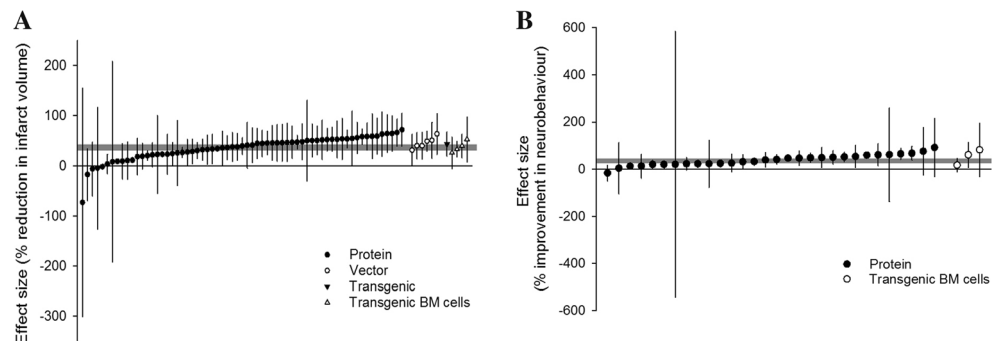 A
Effect size (% reduction in infarct volume)
200
100
0
-100
-200
-300
Protein
Vector
Transgenic
Transgenic BM cells
B
Effect size
(% improvement in neurobehaviour)
600
400
200
0
-200
-400
-600
Protein
Transgenic BM cells